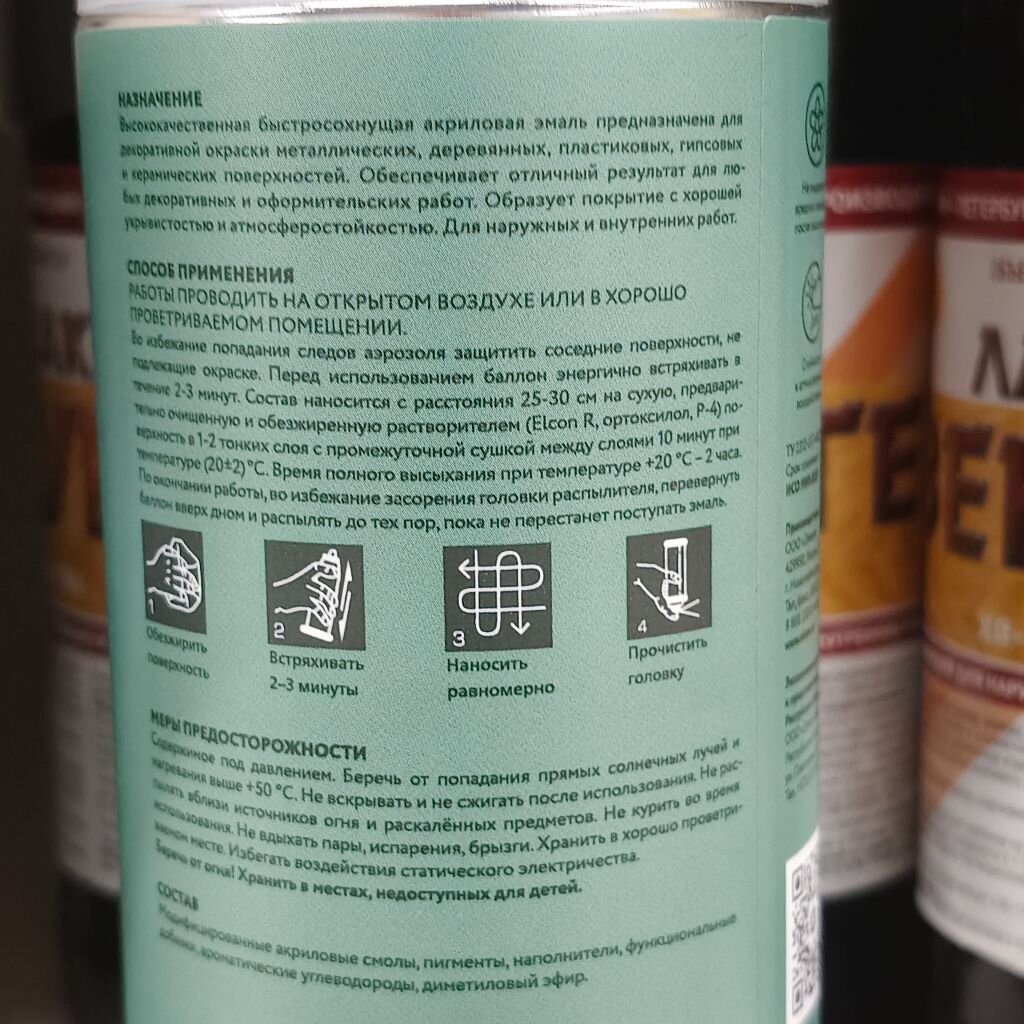 НАЗНАЧЕНИЕ
Высококачественная быстросохнущая акриловая эмаль предназначена для
декоративной окраски металлических, деревянных, пластиковых, гипсовых
и керамических поверхностей. Обеспечивает отличный результат для лю-
бых декоративных и оформительских работ. Образует покрытие с хорошей
укрывистостью и атмосферостойкостью. Для наружных и внутренних работ.
СПОСОБ ПРИМЕНЕНИЯ
РАБОТЫ ПРОВОДИТЬ НА ОТКРЫТОМ ВОЗДУХЕ ИЛИ В ХОРОШО
ПРОВЕТРИВАЕМОМ ПОМЕЩЕНИИ.
Во избежание попадания следов аэрозоля защитить соседние поверхности, не
подлежащие окраске. Перед использованием баллон энергично встряхивать в
течение 2-3 минут. Состав наносится с расстояния 25-30 см на сухую, предвари-
тельно очищенную и обезжиренную растворителем (Elcon R, ортоксилол, Р-4) по-
верхность в 1-2 тонких слоя с промежуточной сушкой между слоями 10 минут при
температуре (20±2) °С. Время полного высыхания при температуре +20 °С – 2 часа.
По окончании работы, во избежание засорения головки распылителя, перевернуть
баллон вверх дном и распылять до тех пор, пока не перестанет поступать эмаль.
1
2
3
4
Обезжирить
поверхность
Встряхивать
2–3 минуты
Наносить
равномерно
Прочистить
головку
МЕРЫ ПРЕДОСТОРОЖНОСТИ
Содержимое под давлением. Беречь от попадания прямых солнечных лучей и
нагревания выше +50 °С. Не вскрывать и не сжигать после использования. Не рас-
пылять вблизи источников огня и раскалённых предметов. Не курить во время
использования. Не вдыхать пары, испарения, брызги. Хранить в хорошо проветри-
ваемом месте. Избегать воздействия статического электричества.
Беречь от огня! Хранить в местах, недоступных для детей.
СОСТАВ
Модифицированные акриловые смолы, пигменты, наполнители, функциональные
добавки, ароматические углеводороды, диметиловый эфир.